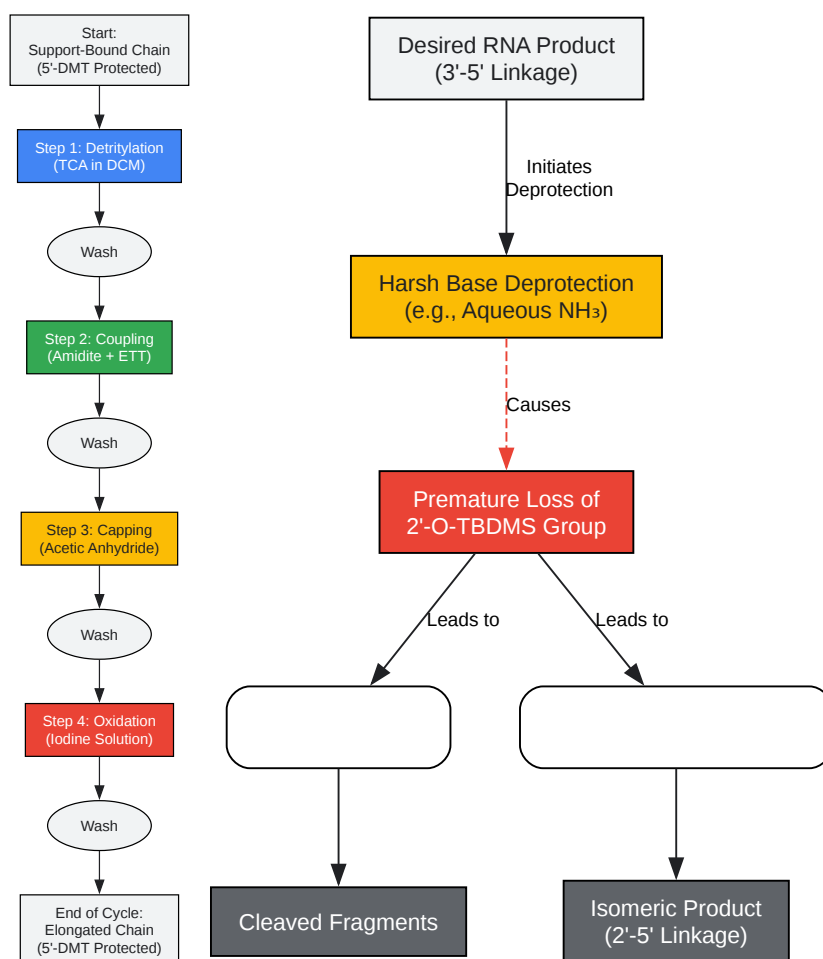 Start:
Support-Bound Chain
(5'-DMT Protected)
Step 1: Detritylation
(TCA in DCM)
Wash
Step 2: Coupling
(Amidite + ETT)
Wash
Step 3: Capping
(Acetic Anhydride)
Wash
Step 4: Oxidation
(Iodine Solution)
Wash
End of Cycle:
Elongated Chain
(5'-DMT Protected)
Desired RNA Product
(3'-5' Linkage)
Initiates
Deprotection
Harsh Base Deprotection
(e.g., Aqueous NH₃)
Causes
Premature Loss of
2'-O-TBDMS Group
Leads to
Leads to
Cleaved Fragments
Isomeric Product
(2'-5' Linkage)